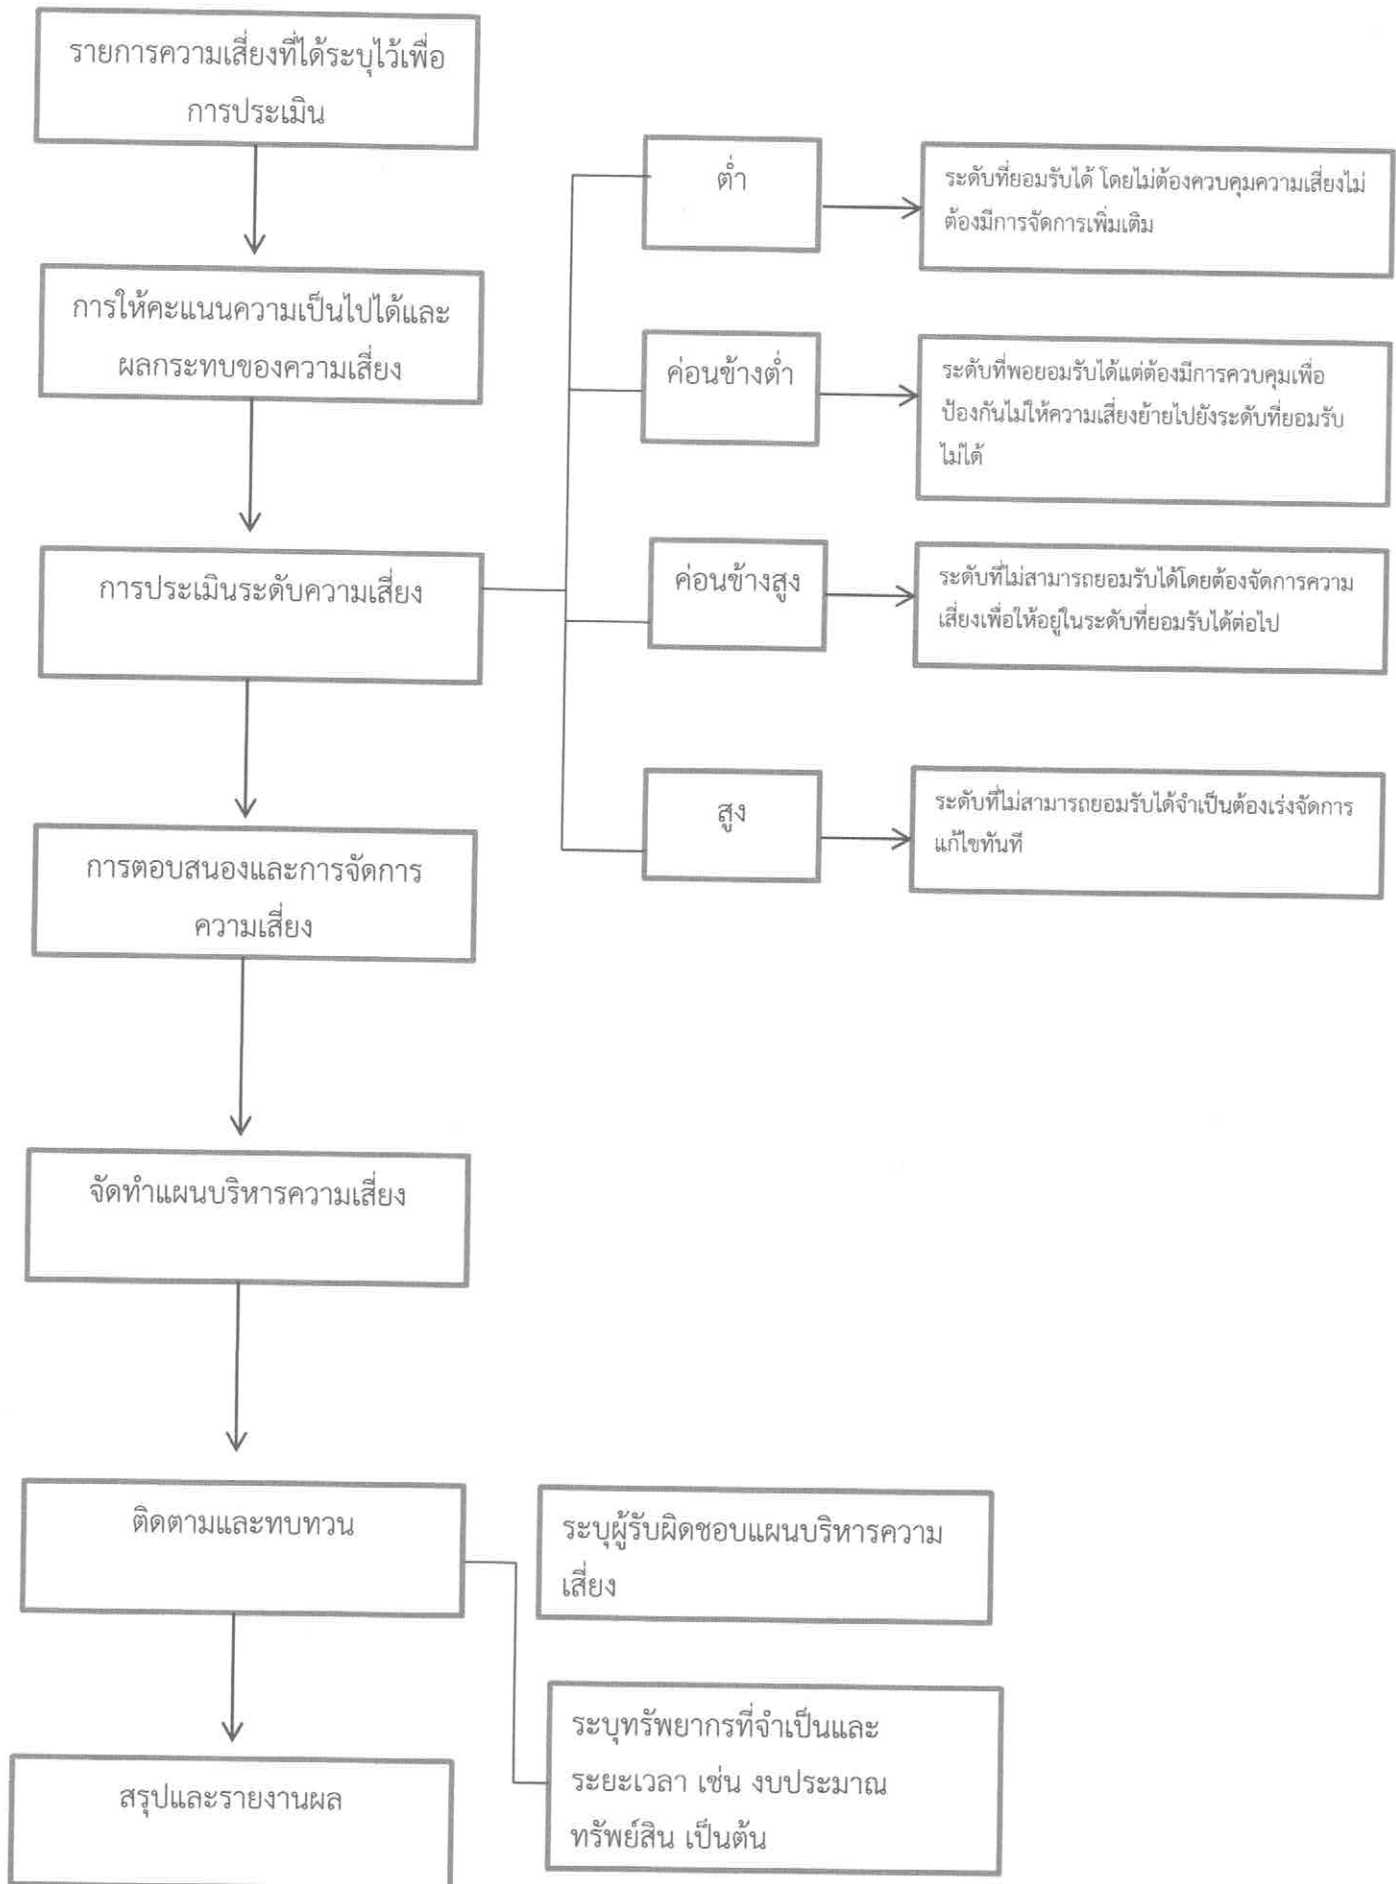 รายการความเสี่ยงที่ได้ระบุไว้เพื่อ
การประเมิน
การให้คะแนนความเป็นไปได้และ
ผลกระทบของความเสี่ยง
การประเมินระดับความเสี่ยง
ต่ำ
ระดับที่ยอมรับได้ โดยไม่ต้องควบคุมความเสี่ยงไม่
ต้องมีการจัดการเพิ่มเติม
ค่อนข้างต่ำ
ระดับที่พอยอมรับได้แต่ต้องมีการควบคุมเพื่อ
ป้องกันไม่ให้ความเสี่ยงย้ายไปยังระดับที่ยอมรับ
ไม่ได้
ค่อนข้างสูง
ระดับที่ไม่สามารถยอมรับได้โดยต้องจัดการความ
เสี่ยงเพื่อให้อยู่ในระดับที่ยอมรับได้ต่อไป
สูง
ระดับที่ไม่สามารถยอมรับได้จำเป็นต้องเร่งจัดการ
แก้ไขทันที
การตอบสนองและการจัดการ
ความเสี่ยง
จัดทำแผนบริหารความเสี่ยง
ติดตามและทบทวน
ระบุผู้รับผิดชอบแผนบริหารความ
เสี่ยง
ระบุทรัพยากรที่จำเป็นและ
ระยะเวลา เช่น งบประมาณ
ทรัพย์สิน เป็นต้น
สรุปและรายงานผล